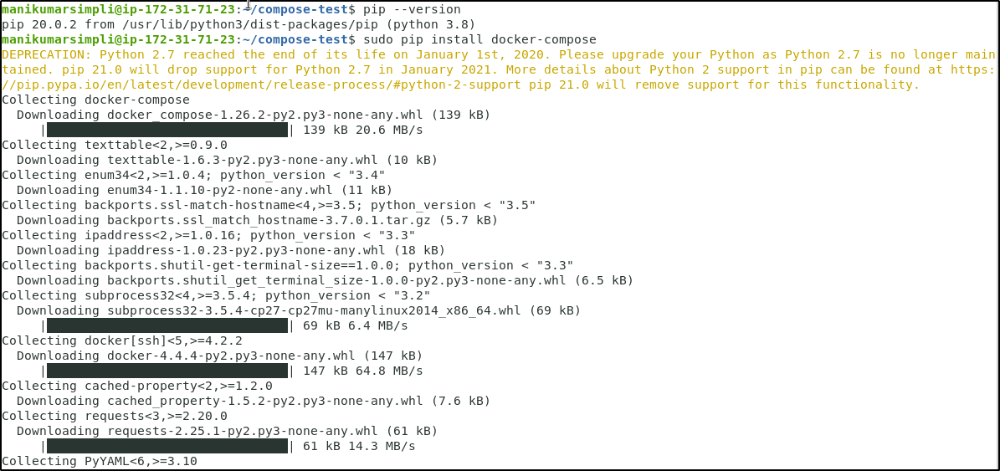 manikumarsimpli@ip-172-31-71-23:~/compose-test$ pip --version
pip 20.0.2 from /usr/lib/python3/dist-packages/pip (python 3.8)
manikumarsimpli@ip-172-31-71-23:~/compose-test$ sudo pip install docker-compose
DEPRECATION: Python 2.7 reached the end of its life on January 1st, 2020. Please upgrade your Python as Python 2.7 is no longer main
tained. pip 21.0 will drop support for Python 2.7 in January 2021. More details about Python 2 support in pip can be found at https:
//pip.pypa.io/en/latest/development/release-process/#python-2-support pip 21.0 will remove support for this functionality.
Collecting docker-compose
  Downloading docker_compose-1.26.2-py2.py3-none-any.whl (139 kB)
     |████████████████████████████████| 139 kB 20.6 MB/s
Collecting texttable<2,>=0.9.0
  Downloading texttable-1.6.3-py2.py3-none-any.whl (10 kB)
Collecting enum34<2,>=1.0.4; python_version < "3.4"
  Downloading enum34-1.1.10-py2-none-any.whl (11 kB)
Collecting backports.ssl-match-hostname<4,>=3.5; python_version < "3.5"
  Downloading backports.ssl_match_hostname-3.7.0.1.tar.gz (5.7 kB)
Collecting ipaddress<2,>=1.0.16; python_version < "3.3"
  Downloading ipaddress-1.0.23-py2.py3-none-any.whl (18 kB)
Collecting backports.shutil-get-terminal-size==1.0.0; python_version < "3.3"
  Downloading backports.shutil_get_terminal_size-1.0.0-py2.py3-none-any.whl (6.5 kB)
Collecting subprocess32<4,>=3.5.4; python_version < "3.2"
  Downloading subprocess32-3.5.4-cp27-cp27mu-manylinux2014_x86_64.whl (69 kB)
     |████████████████████████████████| 69 kB 6.4 MB/s
Collecting docker[ssh]<5,>=4.2.2
  Downloading docker-4.4.4-py2.py3-none-any.whl (147 kB)
     |████████████████████████████████| 147 kB 64.8 MB/s
Collecting cached-property<2,>=1.2.0
  Downloading cached_property-1.5.2-py2.py3-none-any.whl (7.6 kB)
Collecting requests<3,>=2.20.0
  Downloading requests-2.25.1-py2.py3-none-any.whl (61 kB)
     |████████████████████████████████| 61 kB 14.3 MB/s
Collecting PyYAML<6,>=3.10